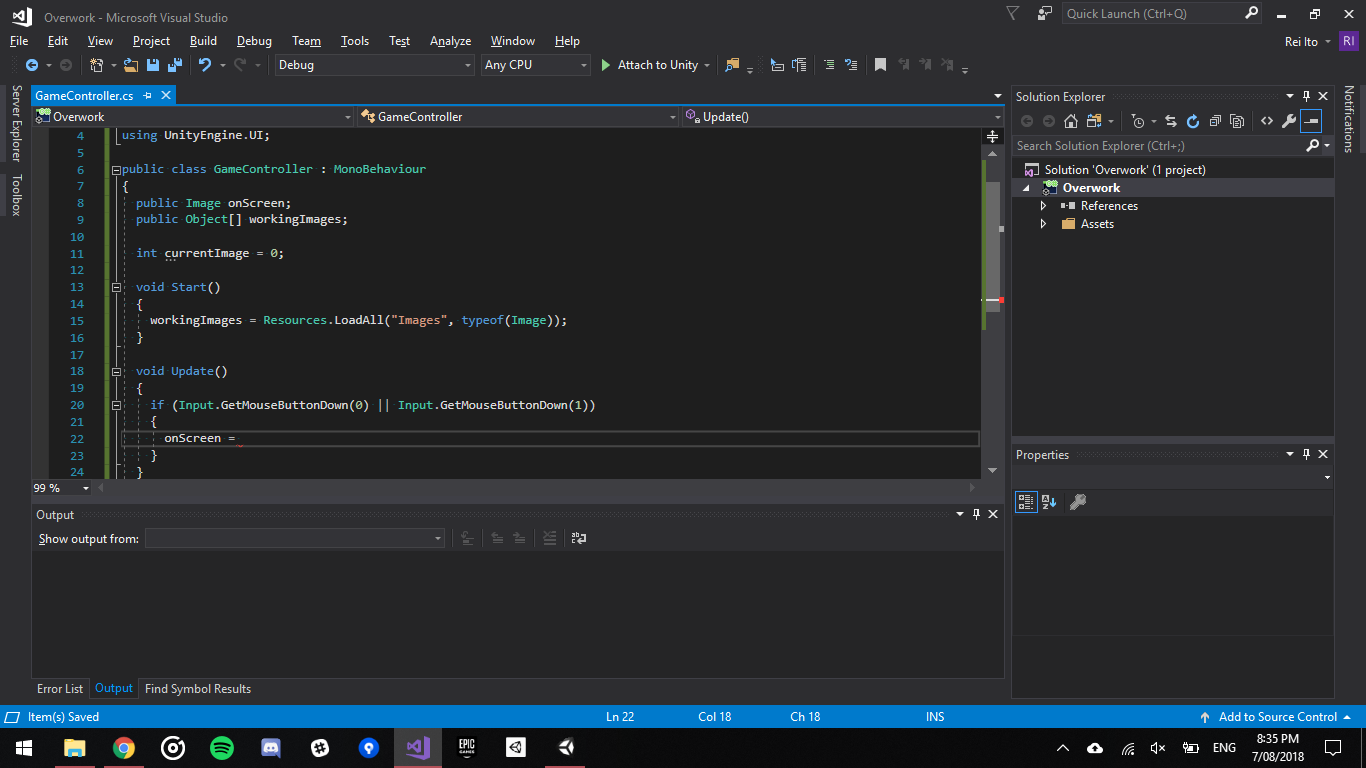 Overwork - Microsoft Visual Studio
Quick Launch (Ctrl+Q)
File Edit View Project Build Debug Team Tools Test Analyze Window Help
Rei Ito RI
Debug Any CPU Attach to Unity
Server Explorer
Toolbox
GameController.cs
Overwork GameController Update()
4 using UnityEngine.UI;
5
6 public class GameController : MonoBehaviour
7 {
8 public Image onScreen;
9 public Object[] workingImages;
10
11 int currentImage = 0;
12
13 void Start()
14 {
15 workingImages = Resources.LoadAll("Images", typeof(Image));
16 }
17
18 void Update()
19 {
20 if (Input.GetMouseButtonDown(0) || Input.GetMouseButtonDown(1))
21 {
22 onScreen =
23 }
24 }
99 %
Output
Show output from:
Error List Output Find Symbol Results
Solution Explorer
Search Solution Explorer (Ctrl+;)
Solution 'Overwork' (1 project)
Overwork
References
Assets
Properties
Notifications
Item(s) Saved Ln 22 Col 18 Ch 18 INS Add to Source Control
EPIC GAMES
ENG
8:35 PM
7/08/2018